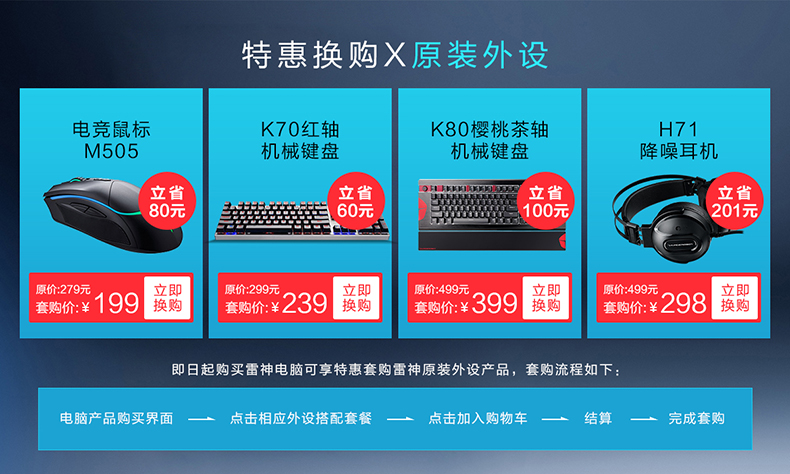 特惠换购X原装外设
电竞鼠标
M505
立省
80元
原价:279元
套购价:¥199
立即
换购
K70红轴
机械键盘
立省
60元
原价:299元
套购价:¥239
立即
换购
K80樱桃茶轴
机械键盘
立省
100元
原价:499元
套购价:¥399
立即
换购
H71
降噪耳机
立省
201元
原价:499元
套购价:¥298
立即
换购
即日起购买雷神电脑可享特惠套购雷神原装外设产品，套购流程如下：
电脑产品购买界面 — 点击相应外设搭配套餐 — 点击加入购物车 — 结算 — 完成套购